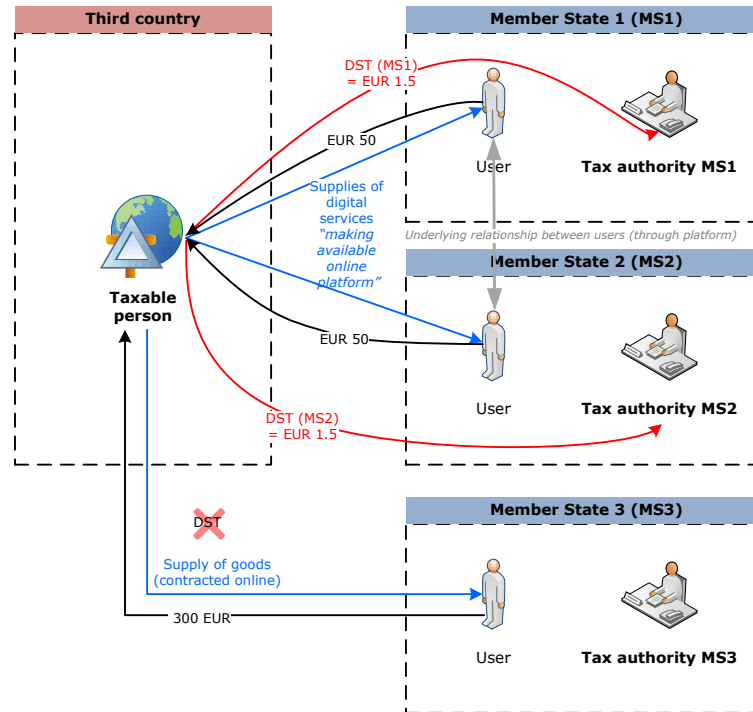 Third country
Member State 1 (MS1)
DST (MS1)
= EUR 1.5
EUR 50
User
Tax authority MS1
Supplies of
digital
services
“making
available
online
platform”
Underlying relationship between users (through platform)
Member State 2 (MS2)
Taxable
person
EUR 50
User
Tax authority MS2
DST (MS2)
= EUR 1.5
Member State 3 (MS3)
DST
Supply of goods
(contracted online)
300 EUR
User
Tax authority MS3